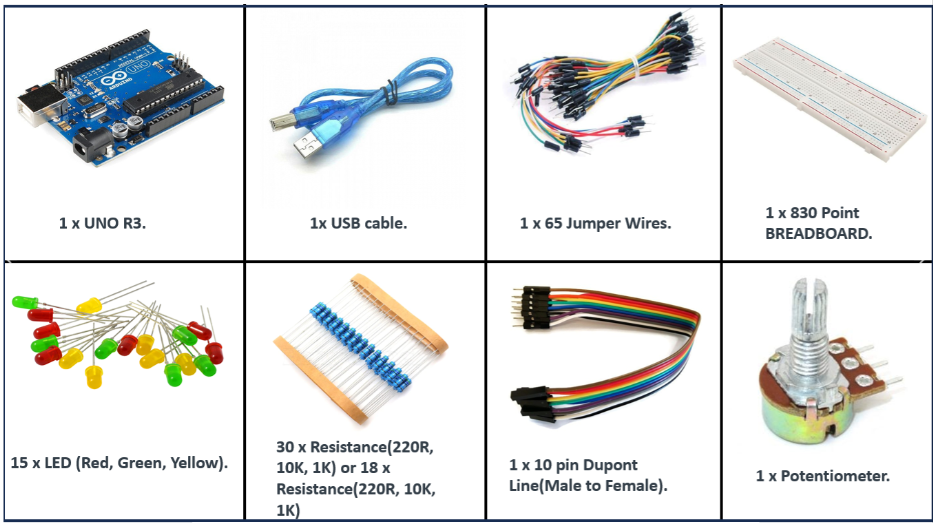 UNO
ARDUINO
1 x UNO R3.
1x USB cable.
1 x 65 Jumper Wires.
1 x 830 Point
BREADBOARD.
15 x LED (Red, Green, Yellow).
30 x Resistance(220R,
10K, 1K) or 18 x
Resistance(220R, 10K,
1K)
1 x 10 pin Dupont
Line(Male to Female).
1 x Potentiometer.